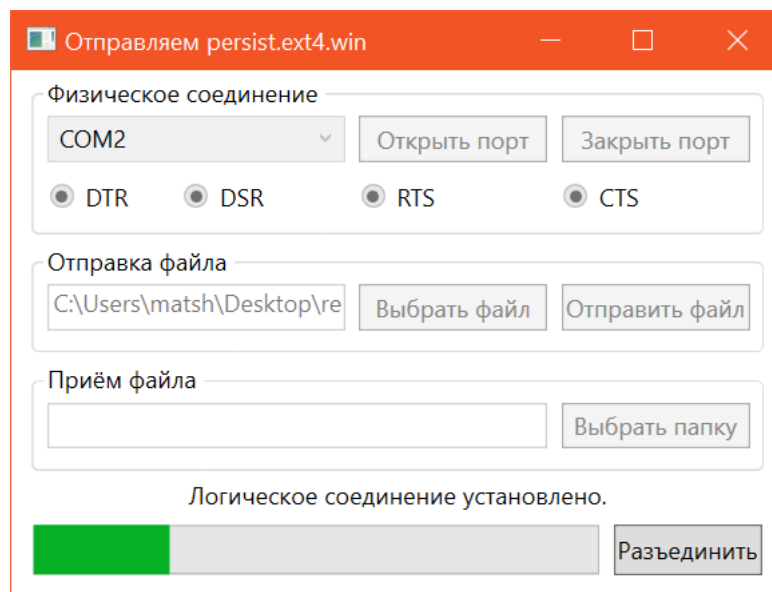 Отправляем persist.ext4.win
Физическое соединение
COM2
Открыть порт
Закрыть порт
DTR
DSR
RTS
CTS
Отправка файла
C:\Users\matsh\Desktop\re
Выбрать файл
Отправить файл
Приём файла
Выбрать папку
Логическое соединение установлено.
Разъединить